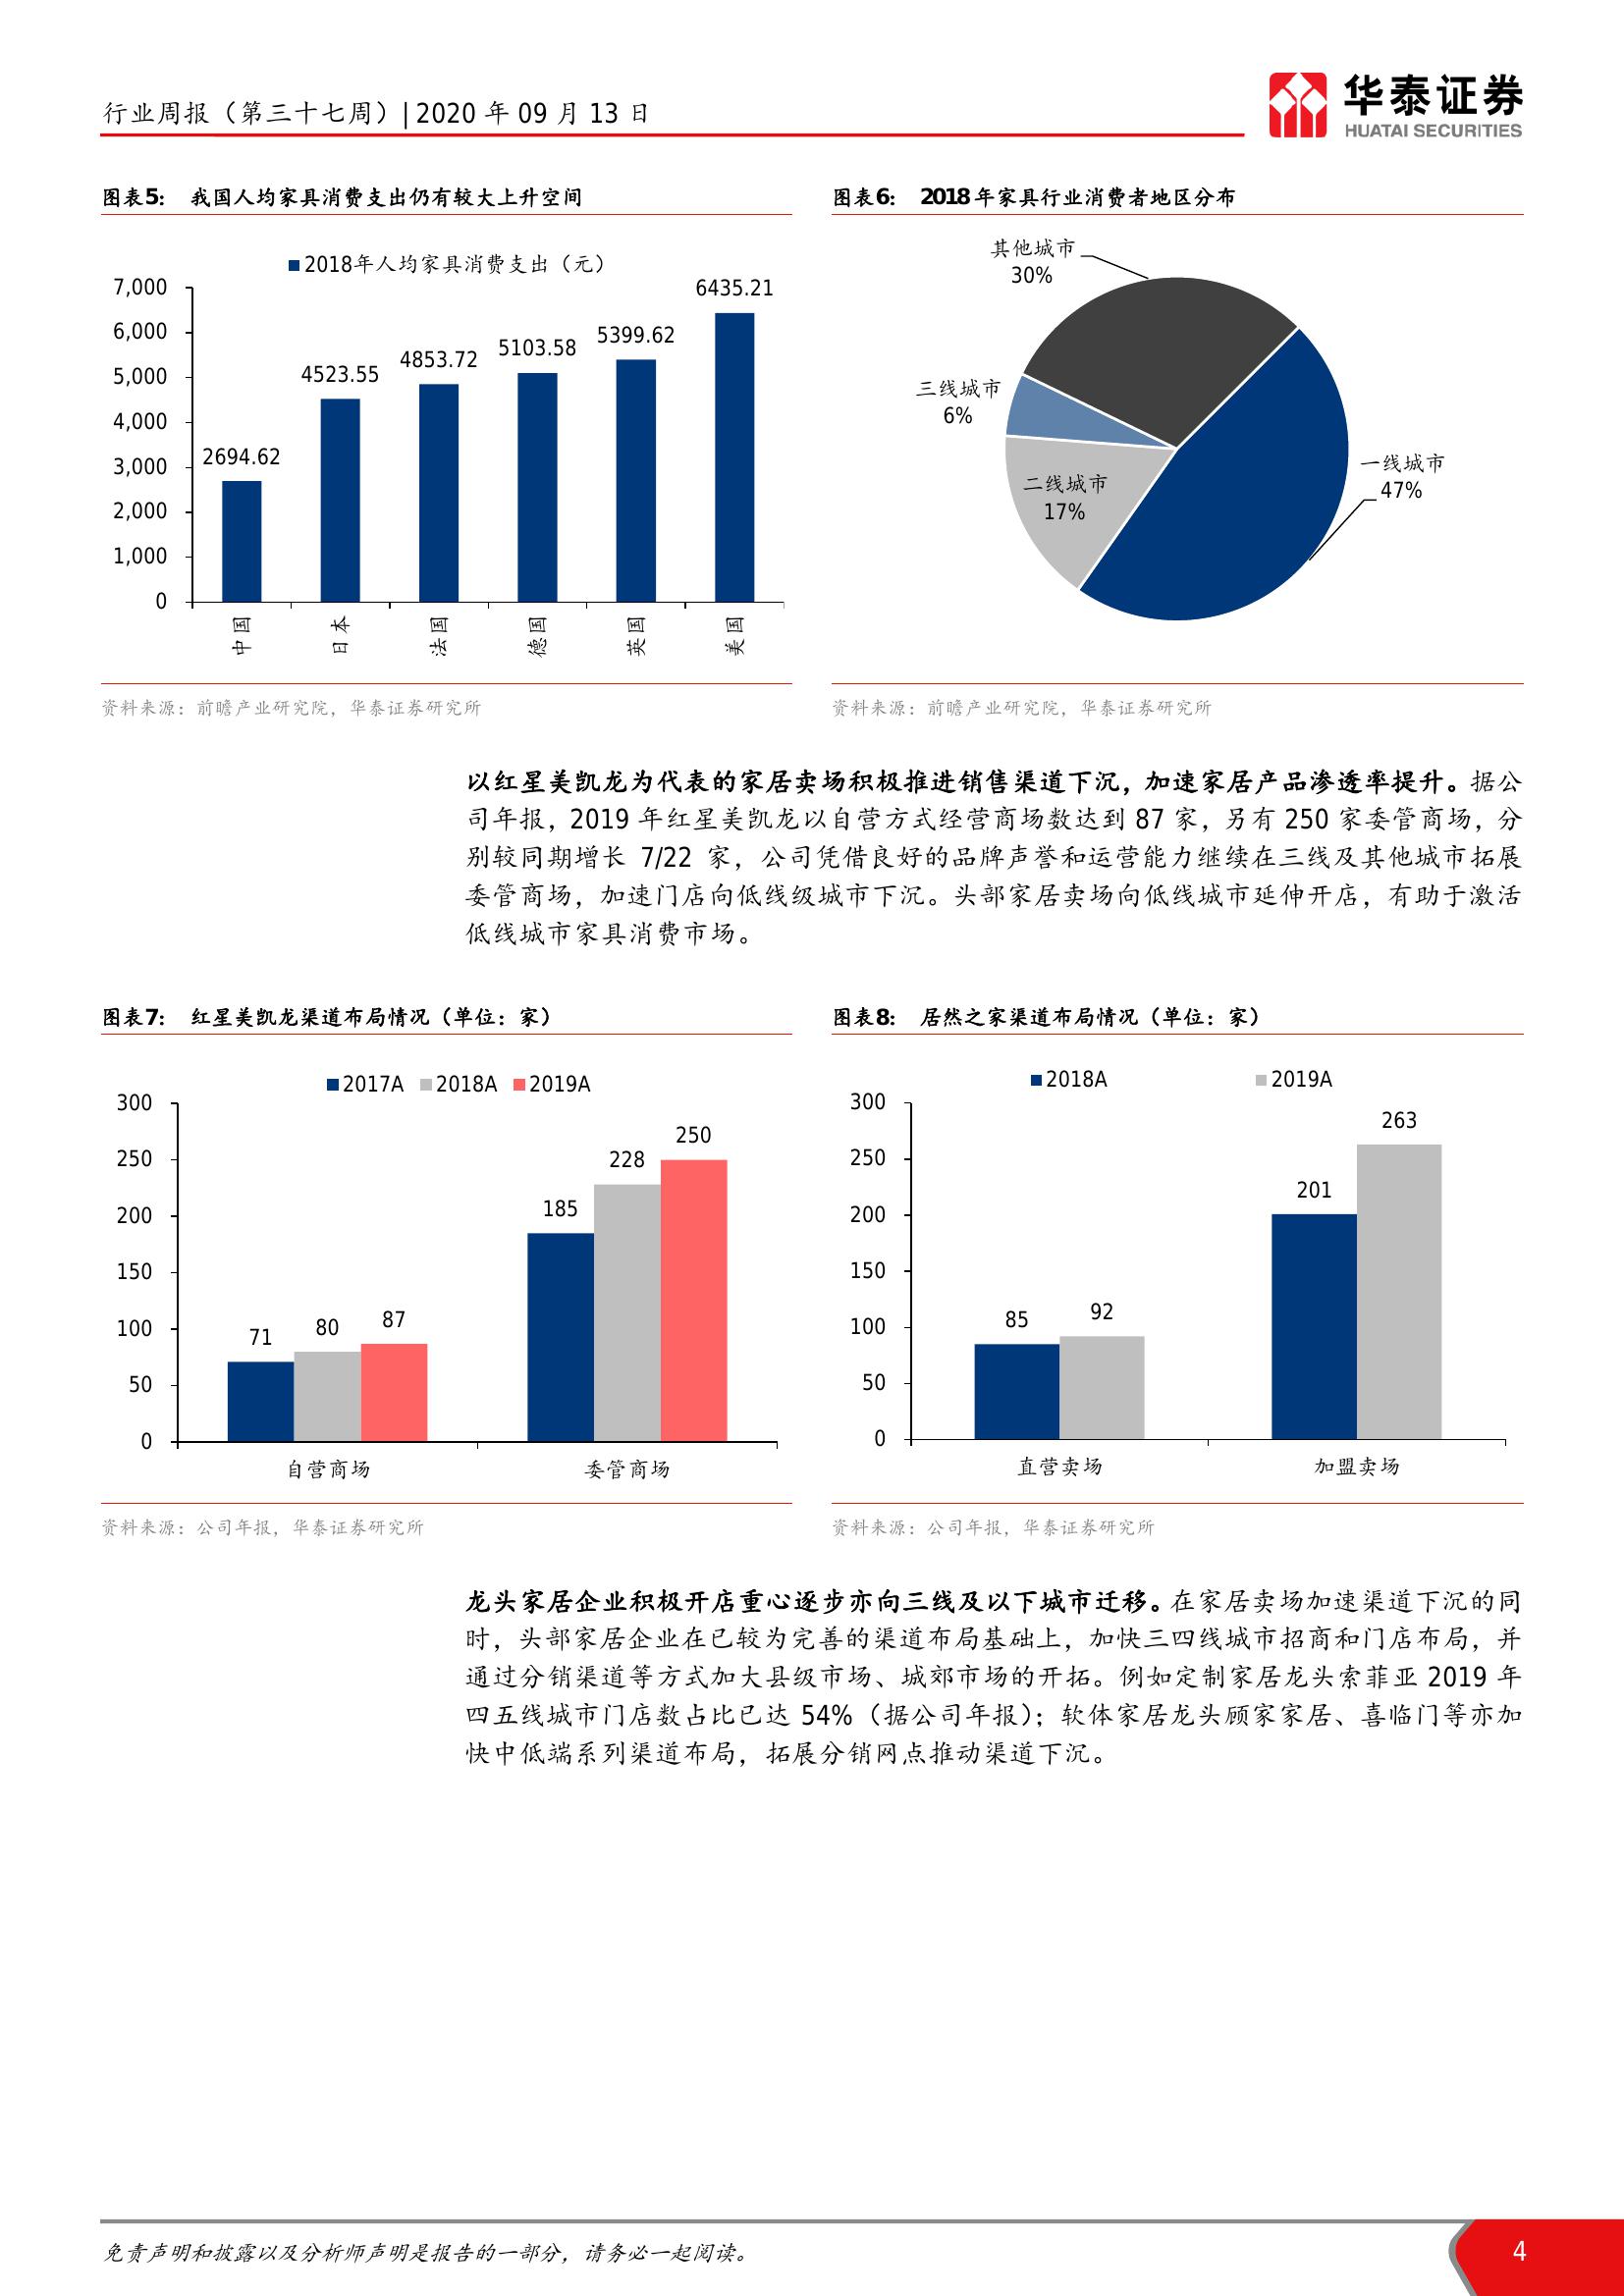 行业周报（第三十七周）| 2020 年 09 月 13 日
华泰证券
HUATAI SECURITIES
图表5： 我国人均家具消费支出仍有较大上升空间
2018年人均家具消费支出（元）
7,000
6,000
5,000
4,000
3,000
2,000
1,000
0
2694.62
4523.55
4853.72
5103.58
5399.62
6435.21
中国
日本
法国
德国
英国
美国
资料来源：前瞻产业研究院，华泰证券研究所
图表6： 2018 年家具行业消费者地区分布
其他城市
30%
三线城市
6%
二线城市
17%
一线城市
47%
资料来源：前瞻产业研究院，华泰证券研究所
以红星美凯龙为代表的家居卖场积极推进销售渠道下沉，加速家居产品渗透率提升。据公
司年报，2019 年红星美凯龙以自营方式经营商场数达到 87 家，另有 250 家委管商场，分
别较同期增长 7/22 家，公司凭借良好的品牌声誉和运营能力继续在三线及其他城市拓展
委管商场，加速门店向低线级城市下沉。头部家居卖场向低线城市延伸开店，有助于激活
低线城市家具消费市场。
图表7： 红星美凯龙渠道布局情况（单位：家）
2017A 2018A 2019A
300
250
200
150
100
50
0
71
80
87
185
228
250
自营商场
委管商场
资料来源：公司年报，华泰证券研究所
图表8： 居然之家渠道布局情况（单位：家）
2018A 2019A
300
250
200
150
100
50
0
85
92
201
263
直营卖场
加盟卖场
资料来源：公司年报，华泰证券研究所
龙头家居企业积极开店重心逐步亦向三线及以下城市迁移。在家居卖场加速渠道下沉的同
时，头部家居企业在已较为完善的渠道布局基础上，加快三四线城市招商和门店布局，并
通过分销渠道等方式加大县级市场、城郊市场的开拓。例如定制家居龙头索菲亚 2019 年
四五线城市门店数占比已达 54%（据公司年报）；软体家居龙头顾家家居、喜临门等亦加
快中低端系列渠道布局，拓展分销网点推动渠道下沉。
免责声明和披露以及分析师声明是报告的一部分，请务必一起阅读。
4